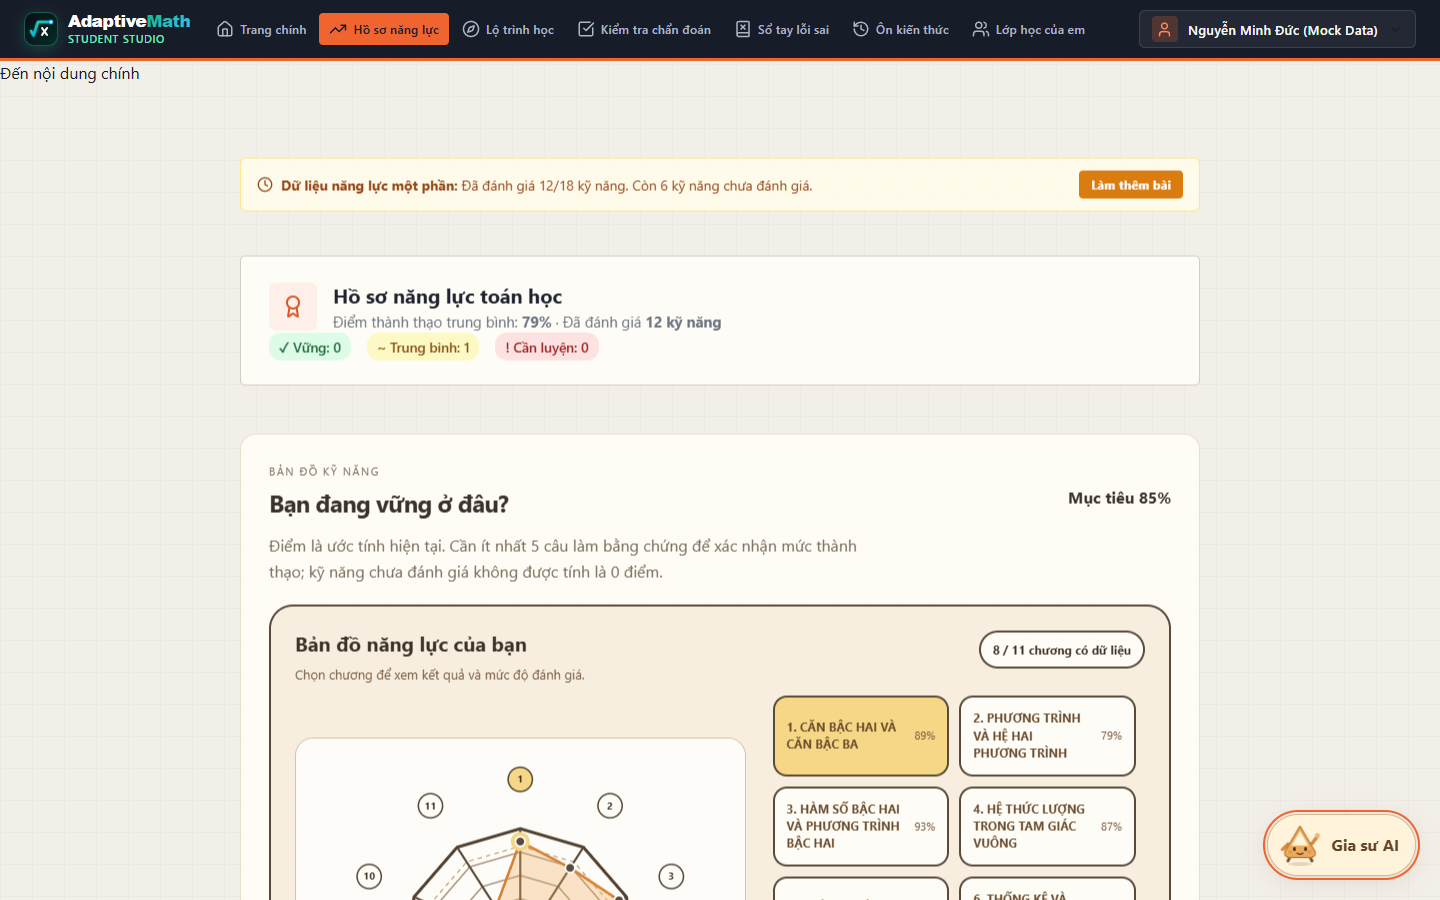 AdaptiveMath
STUDENT STUDIO
Trang chính
Hồ sơ năng lực
Lộ trình học
Kiểm tra chẩn đoán
Sổ tay lỗi sai
Ôn kiến thức
Lớp học của em
Nguyễn Minh Đức (Mock Data)
Đến nội dung chính
Dữ liệu năng lực một phần: Đã đánh giá 12/18 kỹ năng. Còn 6 kỹ năng chưa đánh giá.
Làm thêm bài
Hồ sơ năng lực toán học
Điểm thành thạo trung bình: 79% · Đã đánh giá 12 kỹ năng
✓ Vững: 0
~ Trung bình: 1
! Cần luyện: 0
BẢN ĐỒ KỸ NĂNG
Bạn đang vững ở đâu?
Mục tiêu 85%
Điểm là ước tính hiện tại. Cần ít nhất 5 câu làm bằng chứng để xác nhận mức thành
thạo; kỹ năng chưa đánh giá không được tính là 0 điểm.
Bản đồ năng lực của bạn
8 / 11 chương có dữ liệu
Chọn chương để xem kết quả và mức độ đánh giá.
1
2
3
10
11
1. CĂN BẬC HAI VÀ
CĂN BẬC BA
89%
2. PHƯƠNG TRÌNH
VÀ HỆ HAI
PHƯƠNG TRÌNH
79%
3. HÀM SỐ BẬC HAI
VÀ PHƯƠNG TRÌNH
BẬC HAI
93%
4. HỆ THỨC LƯỢNG
TRONG TAM GIÁC
VUÔNG
87%
6. THỐNG KÊ VÀ
Gia sư AI